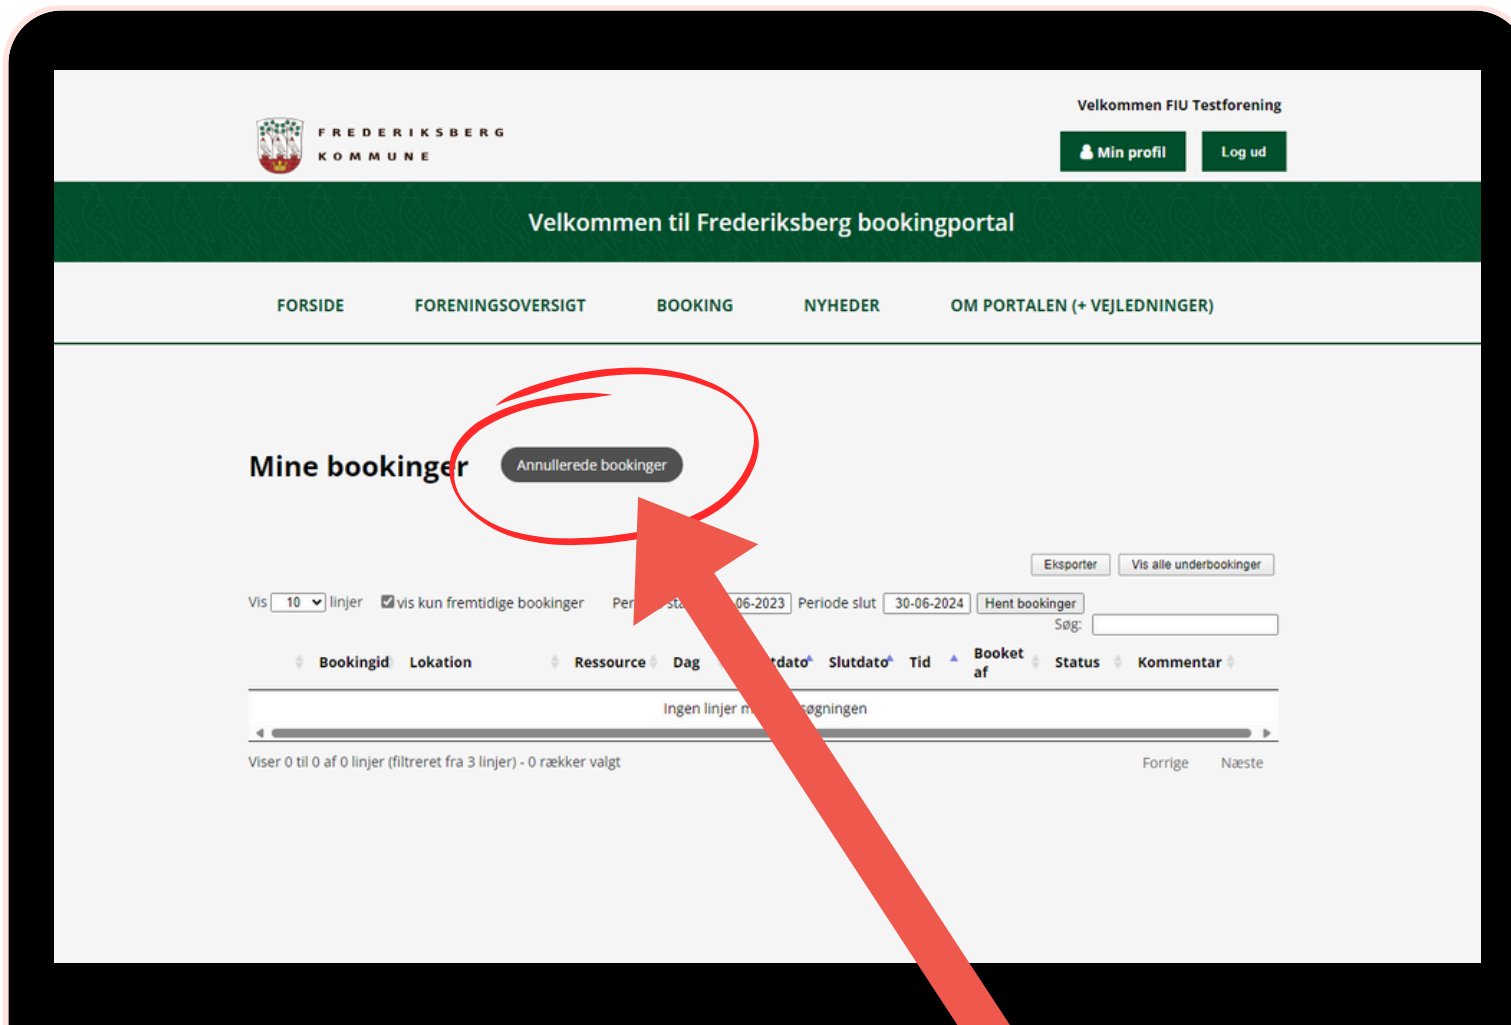 Velkommen FIU Testforening
FREDERIKSBERG
KOMMUNE
Min profil
Log ud
Velkommen til Frederiksberg bookingportal
FORSIDE FORENINGSOVERSIGT BOOKING NYHEDER OM PORTALEN (+ VEJLEDNINGER)
Mine bookinger Annullerede bookinger
Eksporter Vis alle underbookinger
Vis 10 linjer vis kun fremtidige bookinger 06-2023 Periode slut 30-06-2024 Hent bookinger
Søg:
Bookingid Lokation Ressource Dag Slutdato Tid Booket af Status Kommentar
Ingen linjer søgningen
Viser 0 til 0 af 0 linjer (filtreret fra 3 linjer) - 0 rækker valgt Forrige Næste